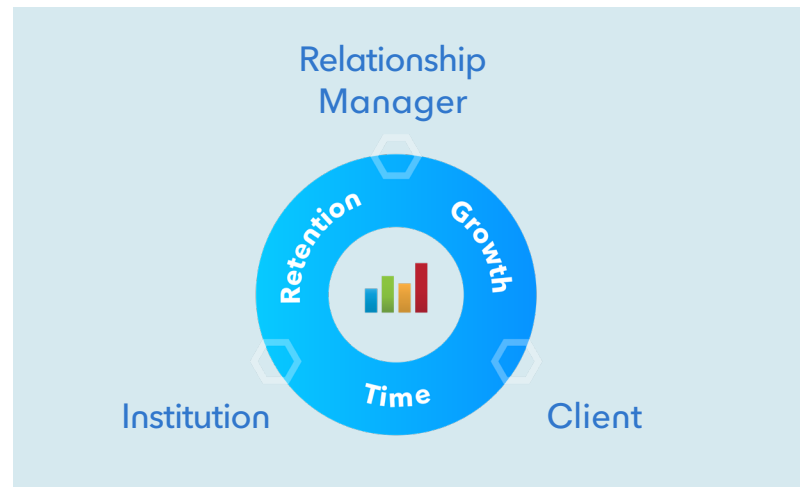 Relationship
Manager
Retention
Growth
Time
Institution
Client